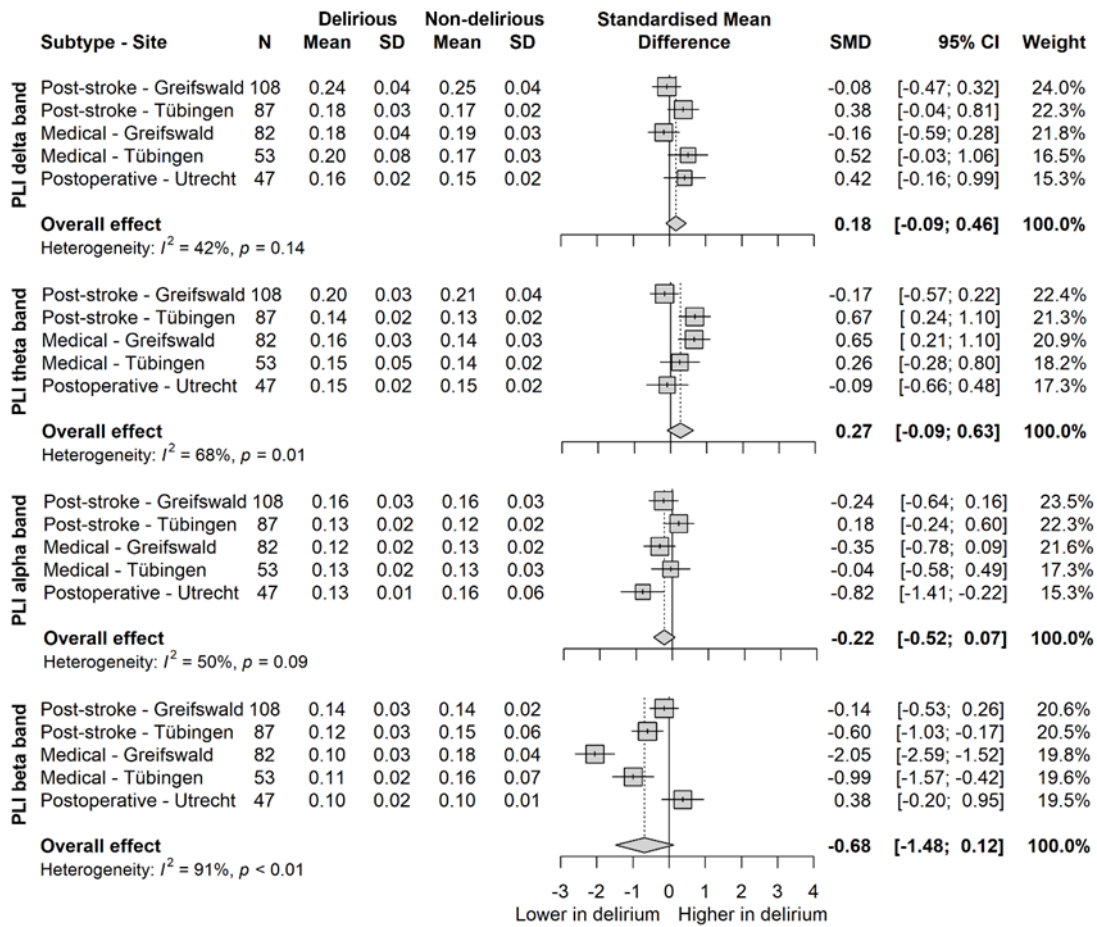 Delirious Non-delirious Standardised Mean
Subtype - Site N Mean SD Mean SD Difference SMD 95% CI Weight
PLI delta band
Post-stroke - Greifswald 108 0.24 0.04 0.25 0.04 -0.08 [-0.47; 0.32] 24.0%
Post-stroke - Tübingen 87 0.18 0.03 0.17 0.02 0.38 [-0.04; 0.81] 22.3%
Medical - Greifswald 82 0.18 0.04 0.19 0.03 -0.16 [-0.59; 0.28] 21.8%
Medical - Tübingen 53 0.20 0.08 0.17 0.03 0.52 [-0.03; 1.06] 16.5%
Postoperative - Utrecht 47 0.16 0.02 0.15 0.02 0.42 [-0.16; 0.99] 15.3%
Overall effect 0.18 [-0.09; 0.46] 100.0%
Heterogeneity: I² = 42%, p = 0.14
-3 -2 -1 0 1 2 3 4
PLI theta band
Post-stroke - Greifswald 108 0.20 0.03 0.21 0.04 -0.17 [-0.57; 0.22] 22.4%
Post-stroke - Tübingen 87 0.14 0.02 0.13 0.02 0.67 [ 0.24; 1.10] 21.3%
Medical - Greifswald 82 0.16 0.03 0.14 0.03 0.65 [ 0.21; 1.10] 20.9%
Medical - Tübingen 53 0.15 0.05 0.14 0.02 0.26 [-0.28; 0.80] 18.2%
Postoperative - Utrecht 47 0.15 0.02 0.15 0.02 -0.09 [-0.66; 0.48] 17.3%
Overall effect 0.27 [-0.09; 0.63] 100.0%
Heterogeneity: I² = 68%, p = 0.01
-3 -2 -1 0 1 2 3 4
PLI alpha band
Post-stroke - Greifswald 108 0.16 0.03 0.16 0.03 -0.24 [-0.64; 0.16] 23.5%
Post-stroke - Tübingen 87 0.13 0.02 0.12 0.02 0.18 [-0.24; 0.60] 22.3%
Medical - Greifswald 82 0.12 0.02 0.13 0.02 -0.35 [-0.78; 0.09] 21.6%
Medical - Tübingen 53 0.13 0.02 0.13 0.03 -0.04 [-0.58; 0.49] 17.3%
Postoperative - Utrecht 47 0.13 0.01 0.16 0.06 -0.82 [-1.41; -0.22] 15.3%
Overall effect -0.22 [-0.52; 0.07] 100.0%
Heterogeneity: I² = 50%, p = 0.09
-3 -2 -1 0 1 2 3 4
PLI beta band
Post-stroke - Greifswald 108 0.14 0.03 0.14 0.02 -0.14 [-0.53; 0.26] 20.6%
Post-stroke - Tübingen 87 0.12 0.03 0.15 0.06 -0.60 [-1.03; -0.17] 20.5%
Medical - Greifswald 82 0.10 0.03 0.18 0.04 -2.05 [-2.59; -1.52] 19.8%
Medical - Tübingen 53 0.11 0.02 0.16 0.07 -0.99 [-1.57; -0.42] 19.6%
Postoperative - Utrecht 47 0.10 0.02 0.10 0.01 0.38 [-0.20; 0.95] 19.5%
Overall effect -0.68 [-1.48; 0.12] 100.0%
Heterogeneity: I² = 91%, p < 0.01
-3 -2 -1 0 1 2 3 4
Lower in delirium Higher in delirium